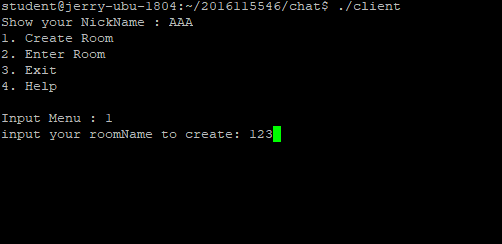 student@jerry-ubu-1804:~/2016115546/chat$ ./client
Show your NickName : AAA
1. Create Room
2. Enter Room
3. Exit
4. Help
Input Menu : 1
input your roomName to create: 123